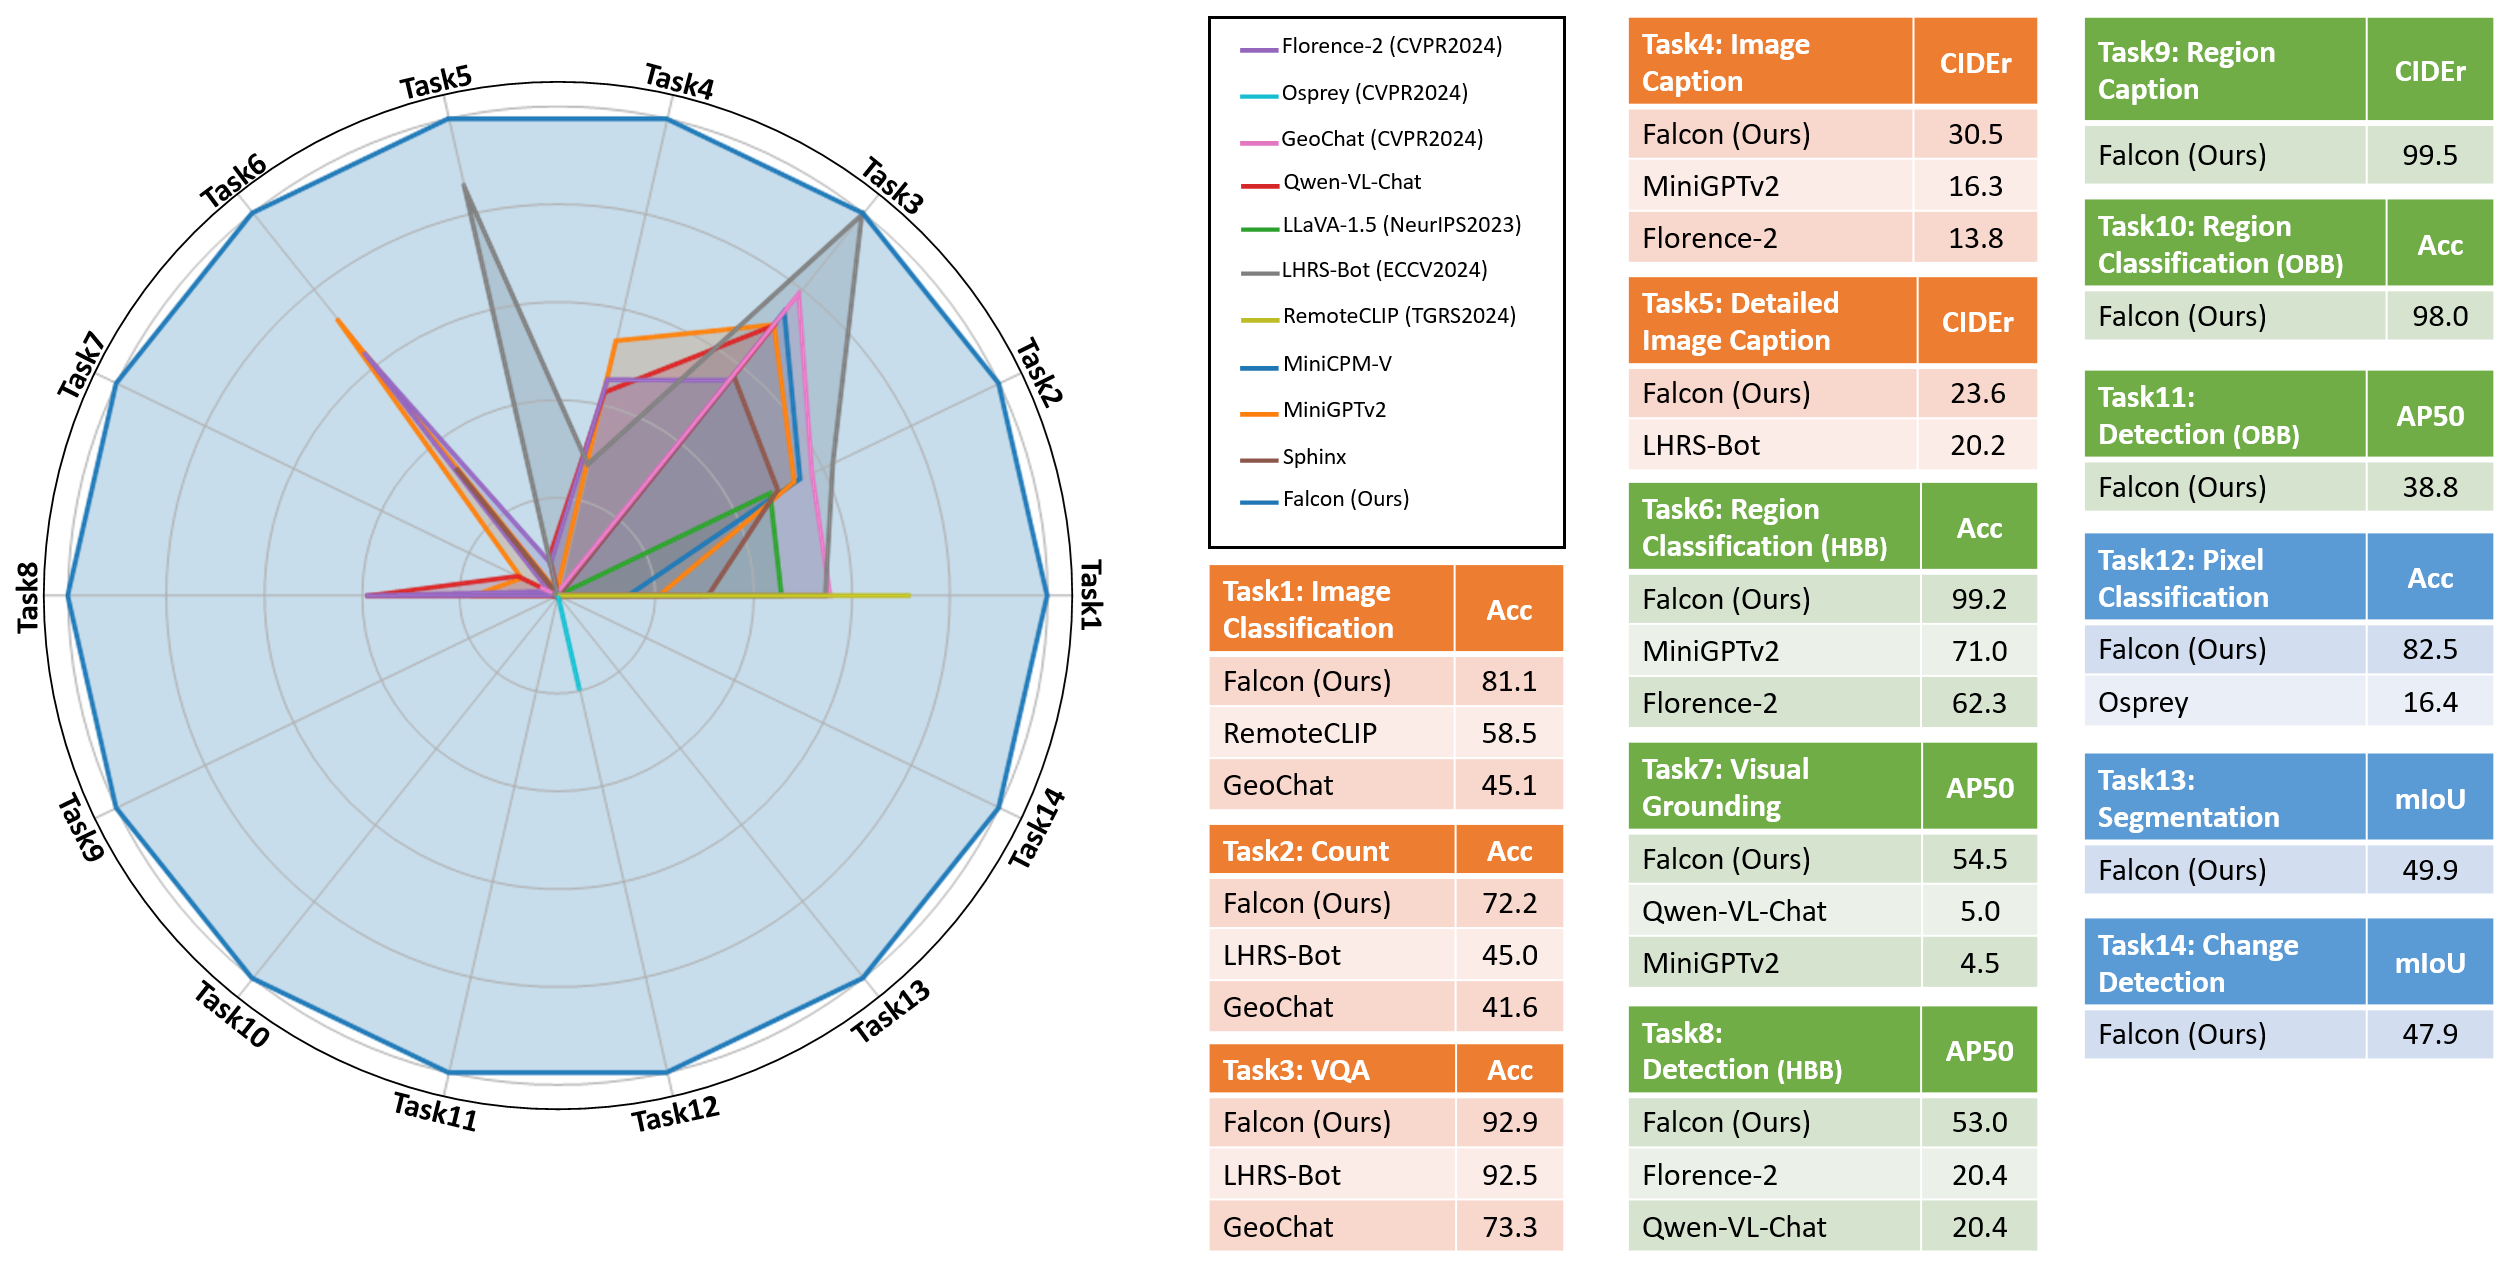 Task5
Task4
Task6
Task3
Task7
Task2
Task8
Task1
Task9
Task14
Task10
Task13
Task11
Task12
Florence-2 (CVPR2024)
Osprey (CVPR2024)
GeoChat (CVPR2024)
Qwen-VL-Chat
LLaVA-1.5 (NeurIPS2023)
LHRS-Bot (ECCV2024)
RemoteCLIP (TGRS2024)
MiniCPM-V
MiniGPTv2
Sphinx
Falcon (Ours)
Task1: Image
Classification
Acc
Falcon (Ours) 81.1
RemoteCLIP 58.5
GeoChat 45.1
Task2: Count Acc
Falcon (Ours) 72.2
LHRS-Bot 45.0
GeoChat 41.6
Task3: VQA Acc
Falcon (Ours) 92.9
LHRS-Bot 92.5
GeoChat 73.3
Task4: Image
Caption
CIDEr
Falcon (Ours) 30.5
MiniGPTv2 16.3
Florence-2 13.8
Task5: Detailed
Image Caption
CIDEr
Falcon (Ours) 23.6
LHRS-Bot 20.2
Task6: Region
Classification (HBB)
Acc
Falcon (Ours) 99.2
MiniGPTv2 71.0
Florence-2 62.3
Task7: Visual
Grounding
AP50
Falcon (Ours) 54.5
Qwen-VL-Chat 5.0
MiniGPTv2 4.5
Task8:
Detection (HBB)
AP50
Falcon (Ours) 53.0
Florence-2 20.4
Qwen-VL-Chat 20.4
Task9: Region
Caption
CIDEr
Falcon (Ours) 99.5
Task10: Region
Classification (OBB)
Acc
Falcon (Ours) 98.0
Task11:
Detection (OBB)
AP50
Falcon (Ours) 38.8
Task12: Pixel
Classification
Acc
Falcon (Ours) 82.5
Osprey 16.4
Task13:
Segmentation
mIoU
Falcon (Ours) 49.9
Task14: Change
Detection
mIoU
Falcon (Ours) 47.9